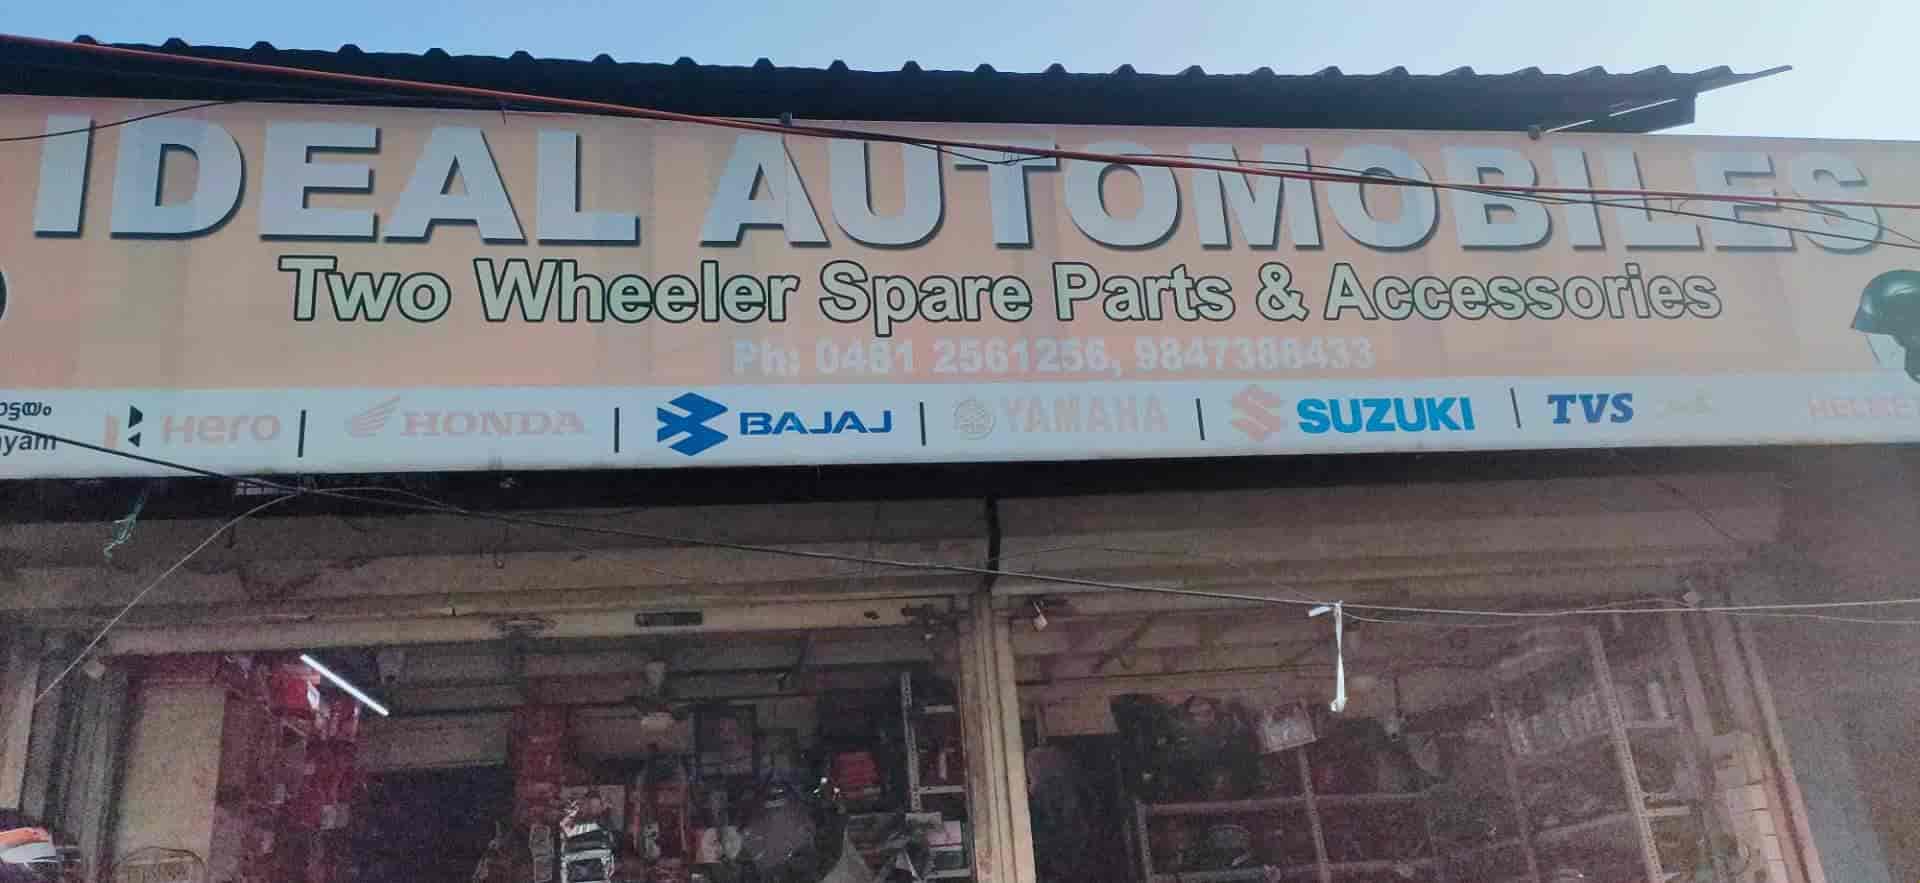 IDEAL AUTOMOBILES
Two Wheeler Spare Parts & Accessories
Ph: 0481 2561256, 9847388433
Hero | HONDA | BAJAJ | YAMAHA | SUZUKI | TVS